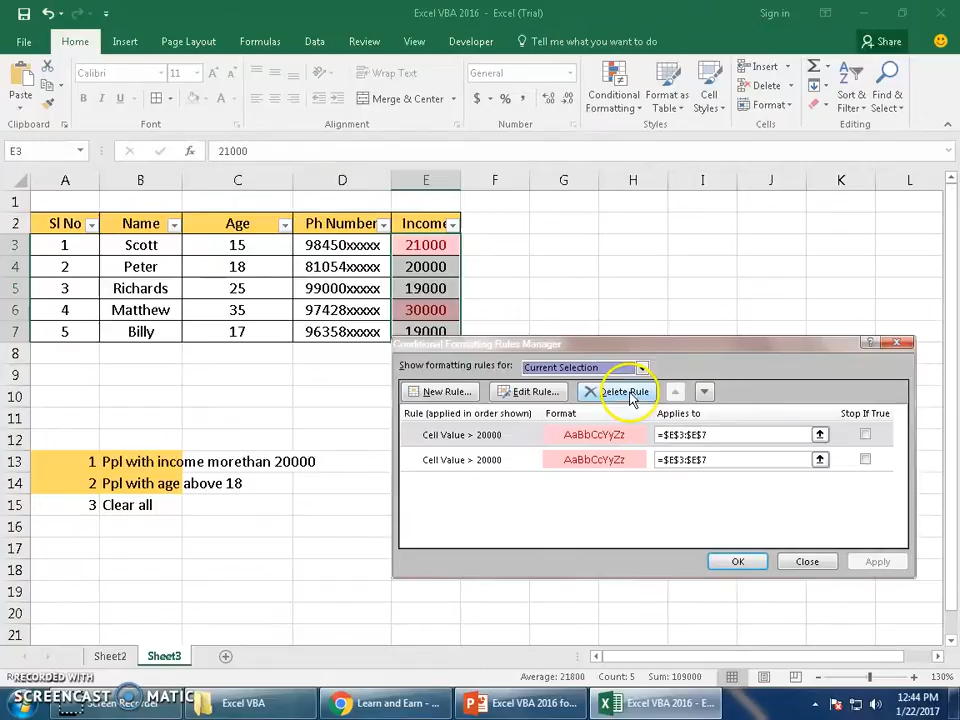 Excel VBA 2016 - Excel (Trial)
Sign in
File Home Insert Page Layout Formulas Data Review View Developer Tell me what you want to do Share
Paste
Calibri 11
B I U
A A
Wrap Text
Merge & Center
General
$ % ,
Conditional Formatting
Format as Table
Cell Styles
Insert
Delete
Format
Sort & Filter
Find & Select
Clipboard Font Alignment Number Styles Cells Editing
E3 fx 21000
A B C D E F G H I J K L
1
2 Sl No Name Age Ph Number Income
3 1 Scott 15 98450xxxxx 21000
4 2 Peter 18 81054xxxxx 20000
5 3 Richards 25 99000xxxxx 19000
6 4 Matthew 35 97428xxxxx 30000
7 5 Billy 17 96358xxxxx 19000
8
9
10
11
12
13 1 Ppl with income morethan 20000
14 2 Ppl with age above 18
15 3 Clear all
16
17
18
19
20
21
Conditional Formatting Rules Manager
Show formatting rules for: Current Selection
New Rule... Edit Rule... Delete Rule
Rule (applied in order shown) Format Applies to Stop If True
Cell Value > 20000 AaBbCcYyZz =$E$3:$E$7
Cell Value > 20000 AaBbCcYyZz =$E$3:$E$7
OK Close Apply
Sheet2 Sheet3
Average: 21800 Count: 5 Sum: 109000 130%
SCREENCAST MATIC
Screen Recorder
Excel VBA
Learn and Earn - ...
Excel VBA 2016 fo...
Excel VBA 2016 - E...
12:44 PM
1/22/2017